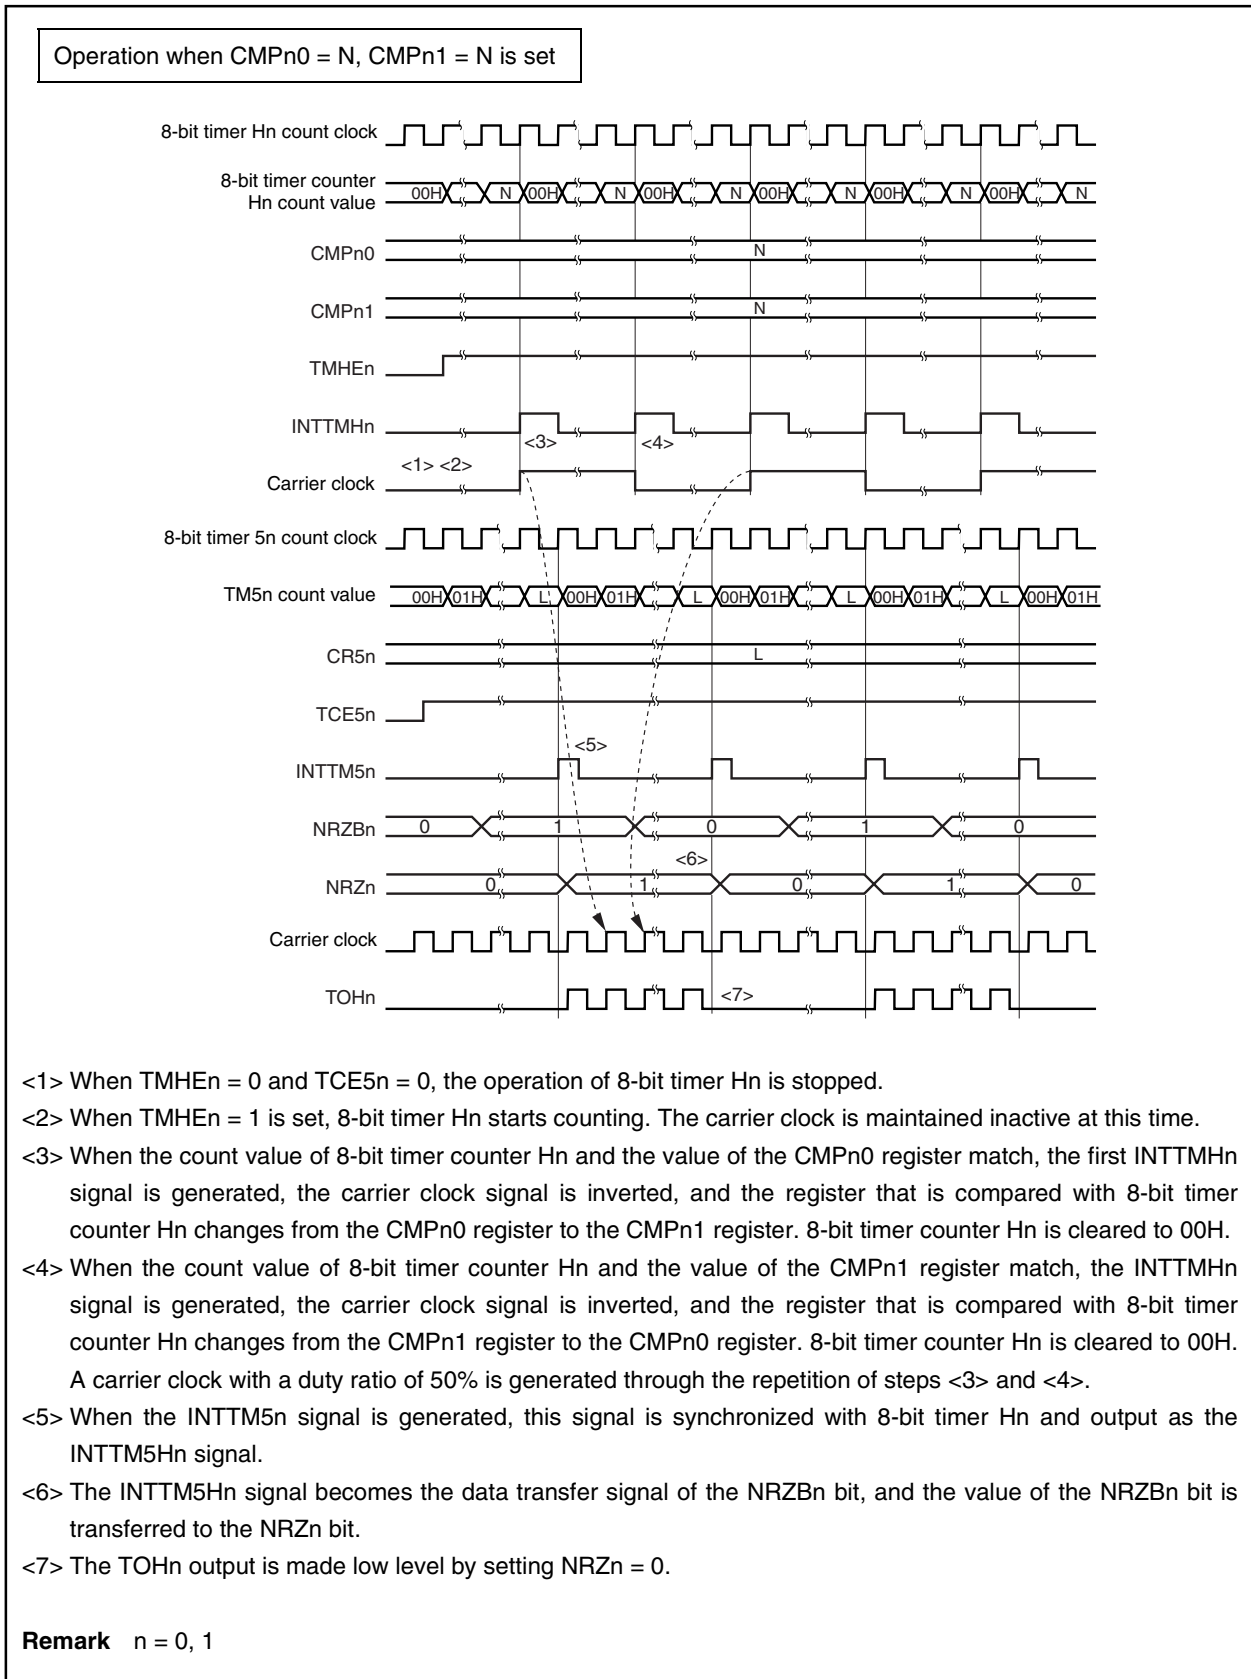 Operation when CMPn0 = N, CMPn1 = N is set
8-bit timer Hn count clock
8-bit timer counter
Hn count value
00H N 00H N 00H N 00H N 00H N 00H N
CMPn0
N
CMPn1
N
TMHEn
INTTMHn
<3> <4>
<1> <2>
Carrier clock
8-bit timer 5n count clock
TM5n count value
00H 01H L 00H 01H L 00H 01H L 00H 01H L 00H 01H
CR5n
L
TCE5n
<5>
INTTM5n
NRZBn
0 1 0 1 0
<6>
NRZn
0 1 0 1 0
Carrier clock
TOHn
<7>
<1> When TMHEn = 0 and TCE5n = 0, the operation of 8-bit timer Hn is stopped.
<2> When TMHEn = 1 is set, 8-bit timer Hn starts counting. The carrier clock is maintained inactive at this time.
<3> When the count value of 8-bit timer counter Hn and the value of the CMPn0 register match, the first INTTMHn
signal is generated, the carrier clock signal is inverted, and the register that is compared with 8-bit timer
counter Hn changes from the CMPn0 register to the CMPn1 register. 8-bit timer counter Hn is cleared to 00H.
<4> When the count value of 8-bit timer counter Hn and the value of the CMPn1 register match, the INTTMHn
signal is generated, the carrier clock signal is inverted, and the register that is compared with 8-bit timer
counter Hn changes from the CMPn1 register to the CMPn0 register. 8-bit timer counter Hn is cleared to 00H.
A carrier clock with a duty ratio of 50% is generated through the repetition of steps <3> and <4>.
<5> When the INTTM5n signal is generated, this signal is synchronized with 8-bit timer Hn and output as the
INTTM5Hn signal.
<6> The INTTM5Hn signal becomes the data transfer signal of the NRZBn bit, and the value of the NRZBn bit is
transferred to the NRZn bit.
<7> The TOHn output is made low level by setting NRZn = 0.
Remark n = 0, 1